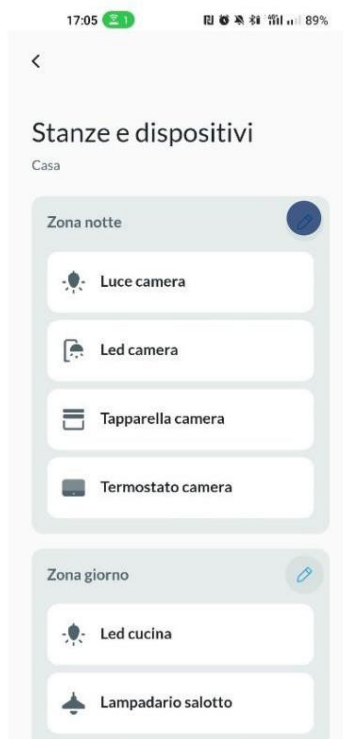 17:05 1 89%
Stanze e dispositivi
Casa
Zona notte
Luce camera
Led camera
Tapparella camera
Termostato camera
Zona giorno
Led cucina
Lampadario salotto